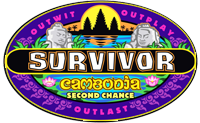 OUTWIT OUTPLAY
SURVIVOR
CAMBODIA
SECOND CHANCE
OUTLAST